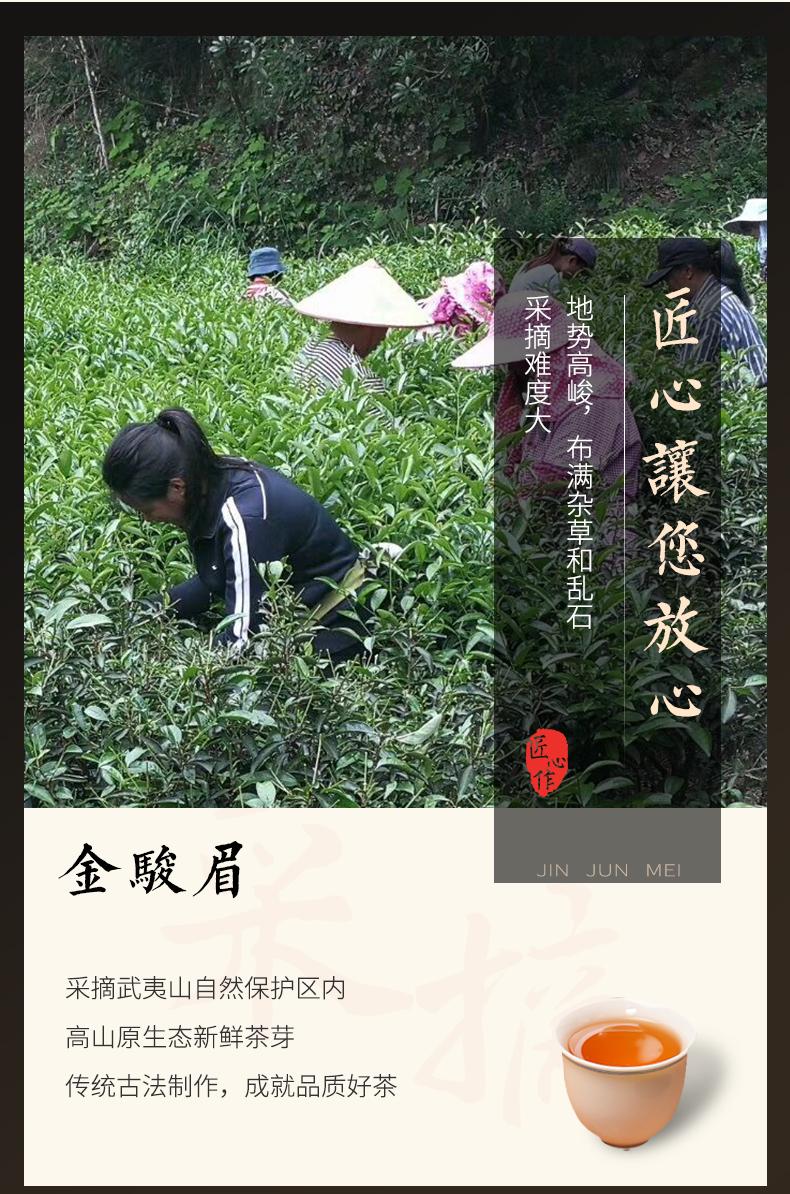 匠心讓您放心
地势高峻，布满杂草和乱石
采摘难度大
匠心作
JIN JUN MEI
金駿眉
采摘
采摘武夷山自然保护区内
高山原生态新鲜茶芽
传统古法制作，成就品质好茶